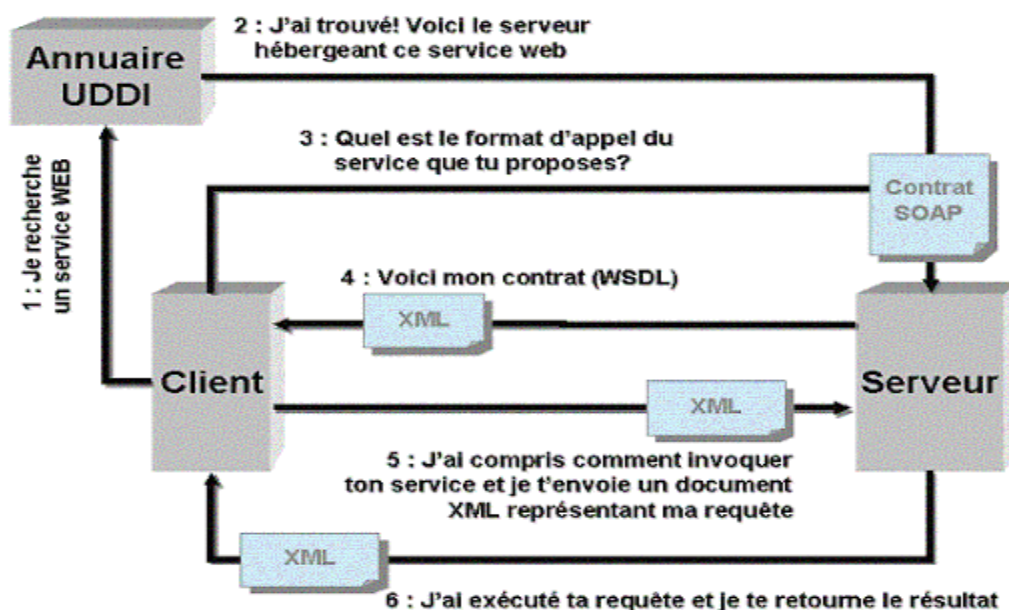 Annuaire
UDDI
2 : J'ai trouvé! Voici le serveur
hébergeant ce service web
1 : Je recherche
un service WEB
3 : Quel est le format d'appel du
service que tu proposes?
Contrat
SOAP
4 : Voici mon contrat (WSDL)
XML
Client
Serveur
XML
5 : J'ai compris comment invoquer
ton service et je t'envoie un document
XML représentant ma requête
XML
6 : J'ai exécuté ta requête et je te retourne le résultat